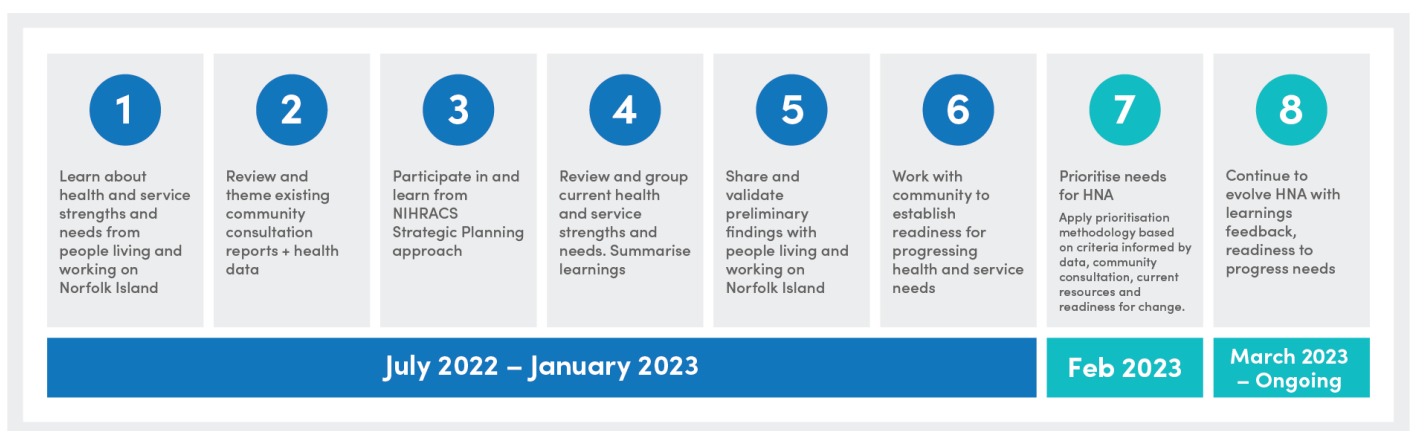 1
Learn about
health and service
strengths and
needs from
people living and
working on
Norfolk Island
2
Review and
theme existing
community
consultation
reports + health
data
3
Participate in and
learn from
NIHRACS
Strategic Planning
approach
4
Review and group
current health
and service
strengths and
needs. Summarise
learnings
5
Share and
validate
preliminary
findings with
people living and
working on
Norfolk Island
6
Work with
community to
establish
readiness for
progressing
health and service
needs
7
Prioritise needs
for HNA
Apply prioritisation
methodology based
on criteria informed by
data, community
consultation, current
resources and
readiness for change.
8
Continue to
evolve HNA with
learnings
feedback,
readiness to
progress needs
July 2022 – January 2023
Feb 2023
March 2023
– Ongoing